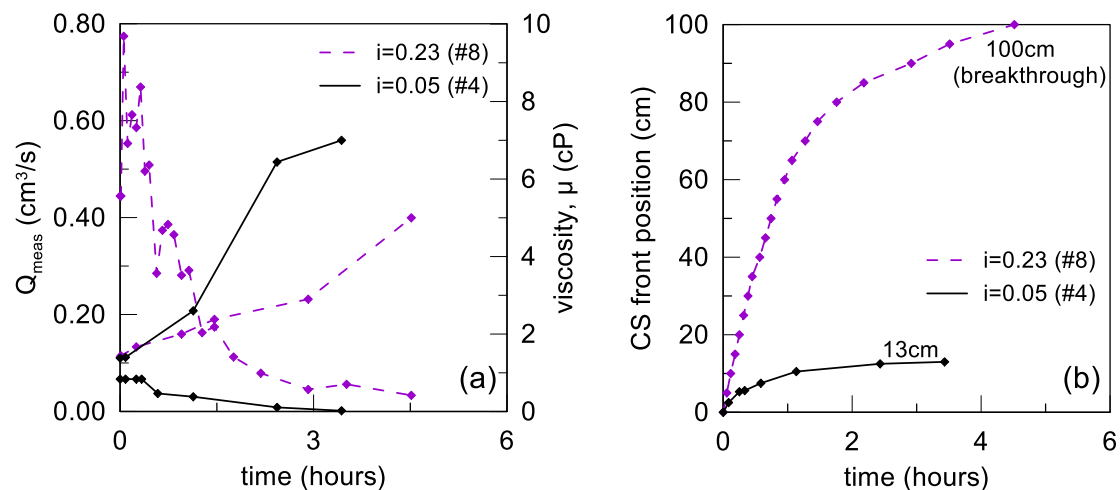 0.80
0.60
0.40
0.20
0.00
Q_meas (cm³/s)
i=0.23 (#8)
i=0.05 (#4)
10
8
6
4
2
0
viscosity, μ (cP)
(a)
0
3
6
time (hours)
100
80
60
40
20
0
CS front position (cm)
100cm
(breakthrough)
i=0.23 (#8)
i=0.05 (#4)
13cm
(b)
0
2
4
6
time (hours)